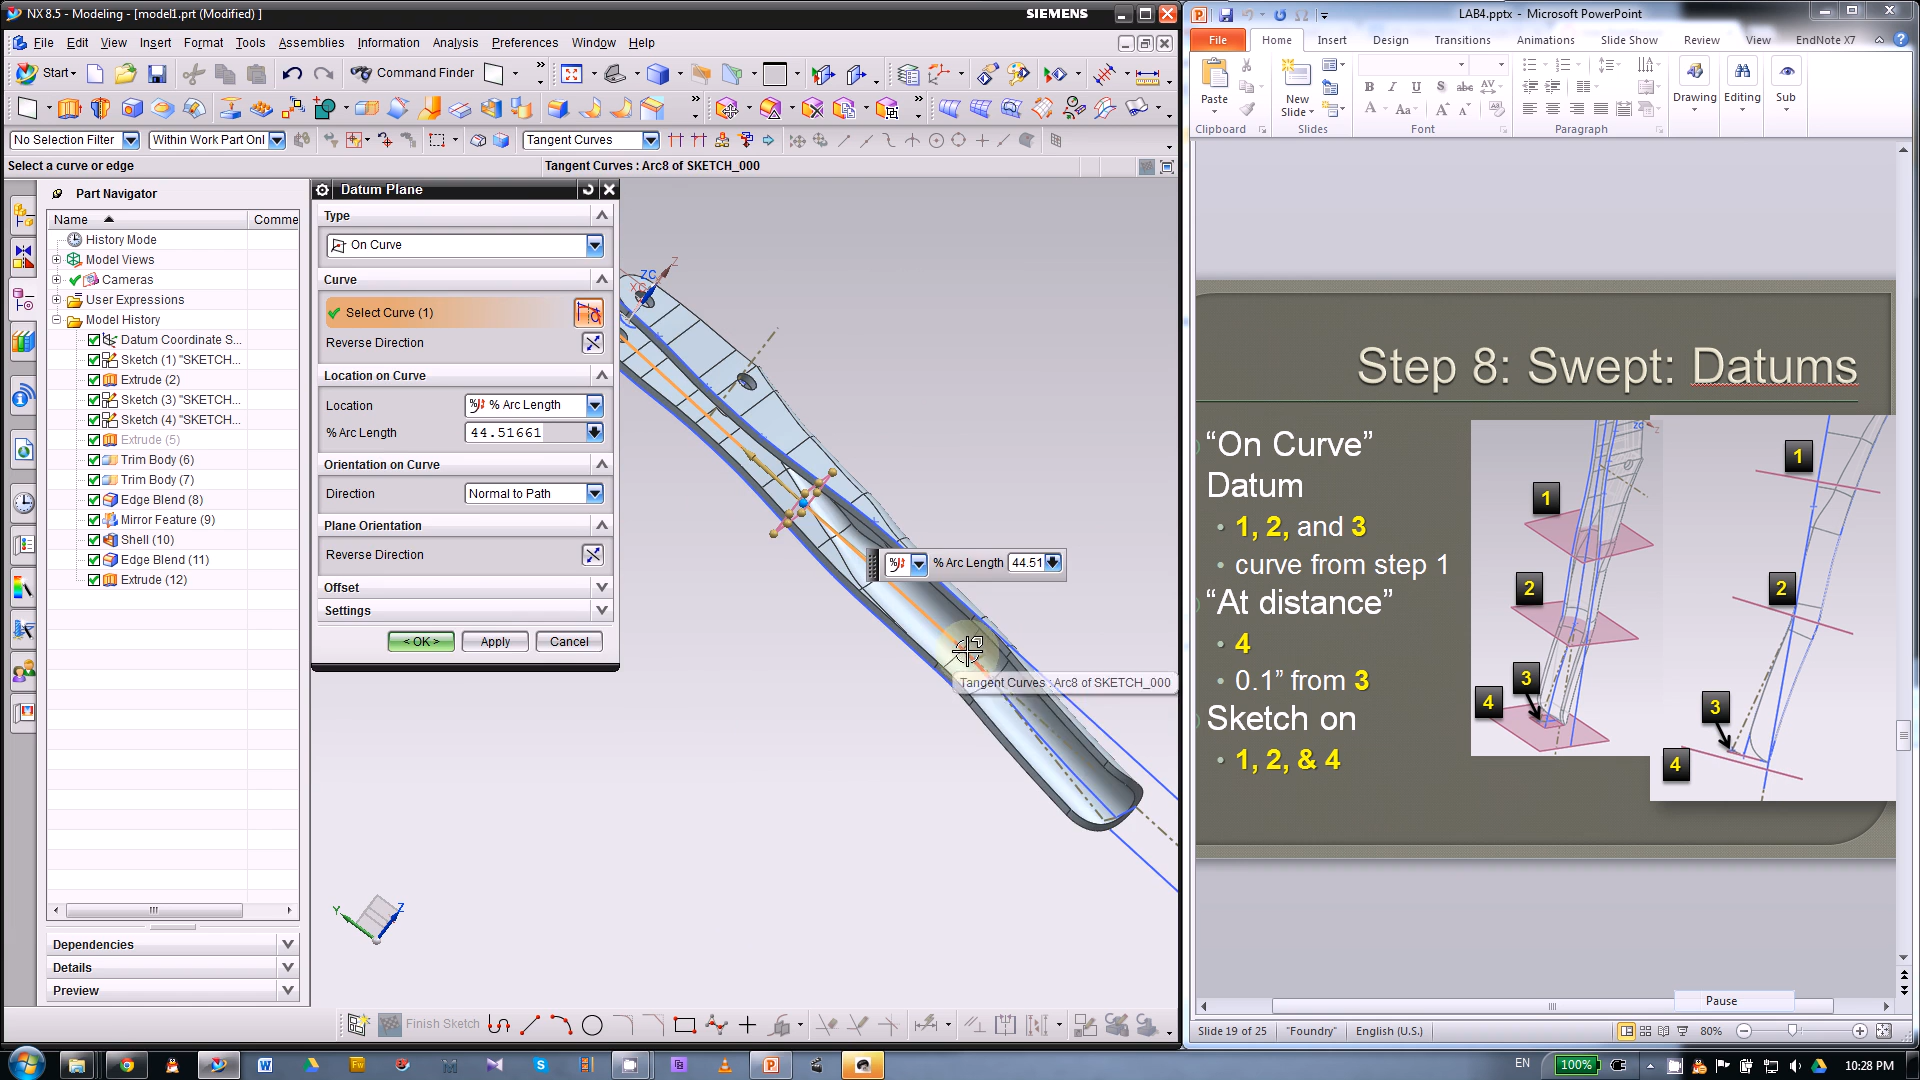 NX 8.5 - Modeling - [model1.prt (Modified) ]
SIEMENS
File Edit View Insert Format Tools Assemblies Information Analysis Preferences Window Help
Start Command Finder
No Selection Filter Within Work Part Onl Tangent Curves
Select a curve or edge
Tangent Curves : Arc8 of SKETCH_000
Part Navigator
Name Comme
History Mode
Model Views
Cameras
User Expressions
Model History
Datum Coordinate S...
Sketch (1) "SKETCH...
Extrude (2)
Sketch (3) "SKETCH...
Sketch (4) "SKETCH...
Extrude (5)
Trim Body (6)
Trim Body (7)
Edge Blend (8)
Mirror Feature (9)
Shell (10)
Edge Blend (11)
Extrude (12)
Dependencies
Details
Preview
Datum Plane
Type
On Curve
Curve
Select Curve (1)
Reverse Direction
Location on Curve
Location % Arc Length
% Arc Length 44.51661
Orientation on Curve
Direction Normal to Path
Plane Orientation
Reverse Direction
Offset
Settings
< OK > Apply Cancel
ZC
Z
% Arc Length 44.51
Tangent Curves : Arc8 of SKETCH_000
Y
Z
Finish Sketch
LAB4.pptx - Microsoft PowerPoint
File Home Insert Design Transitions Animations Slide Show Review View EndNote X7
Paste
New
Slide
Drawing Editing Sub
Clipboard Slides Font Paragraph
Step 8: Swept: Datums
“On Curve”
Datum
• 1, 2, and 3
• curve from step 1
“At distance”
• 4
• 0.1” from 3
Sketch on
• 1, 2, & 4
1
2
3
4
1
2
3
4
Pause
Slide 19 of 25 "Foundry" English (U.S.) 80%
EN 100% 10:28 PM